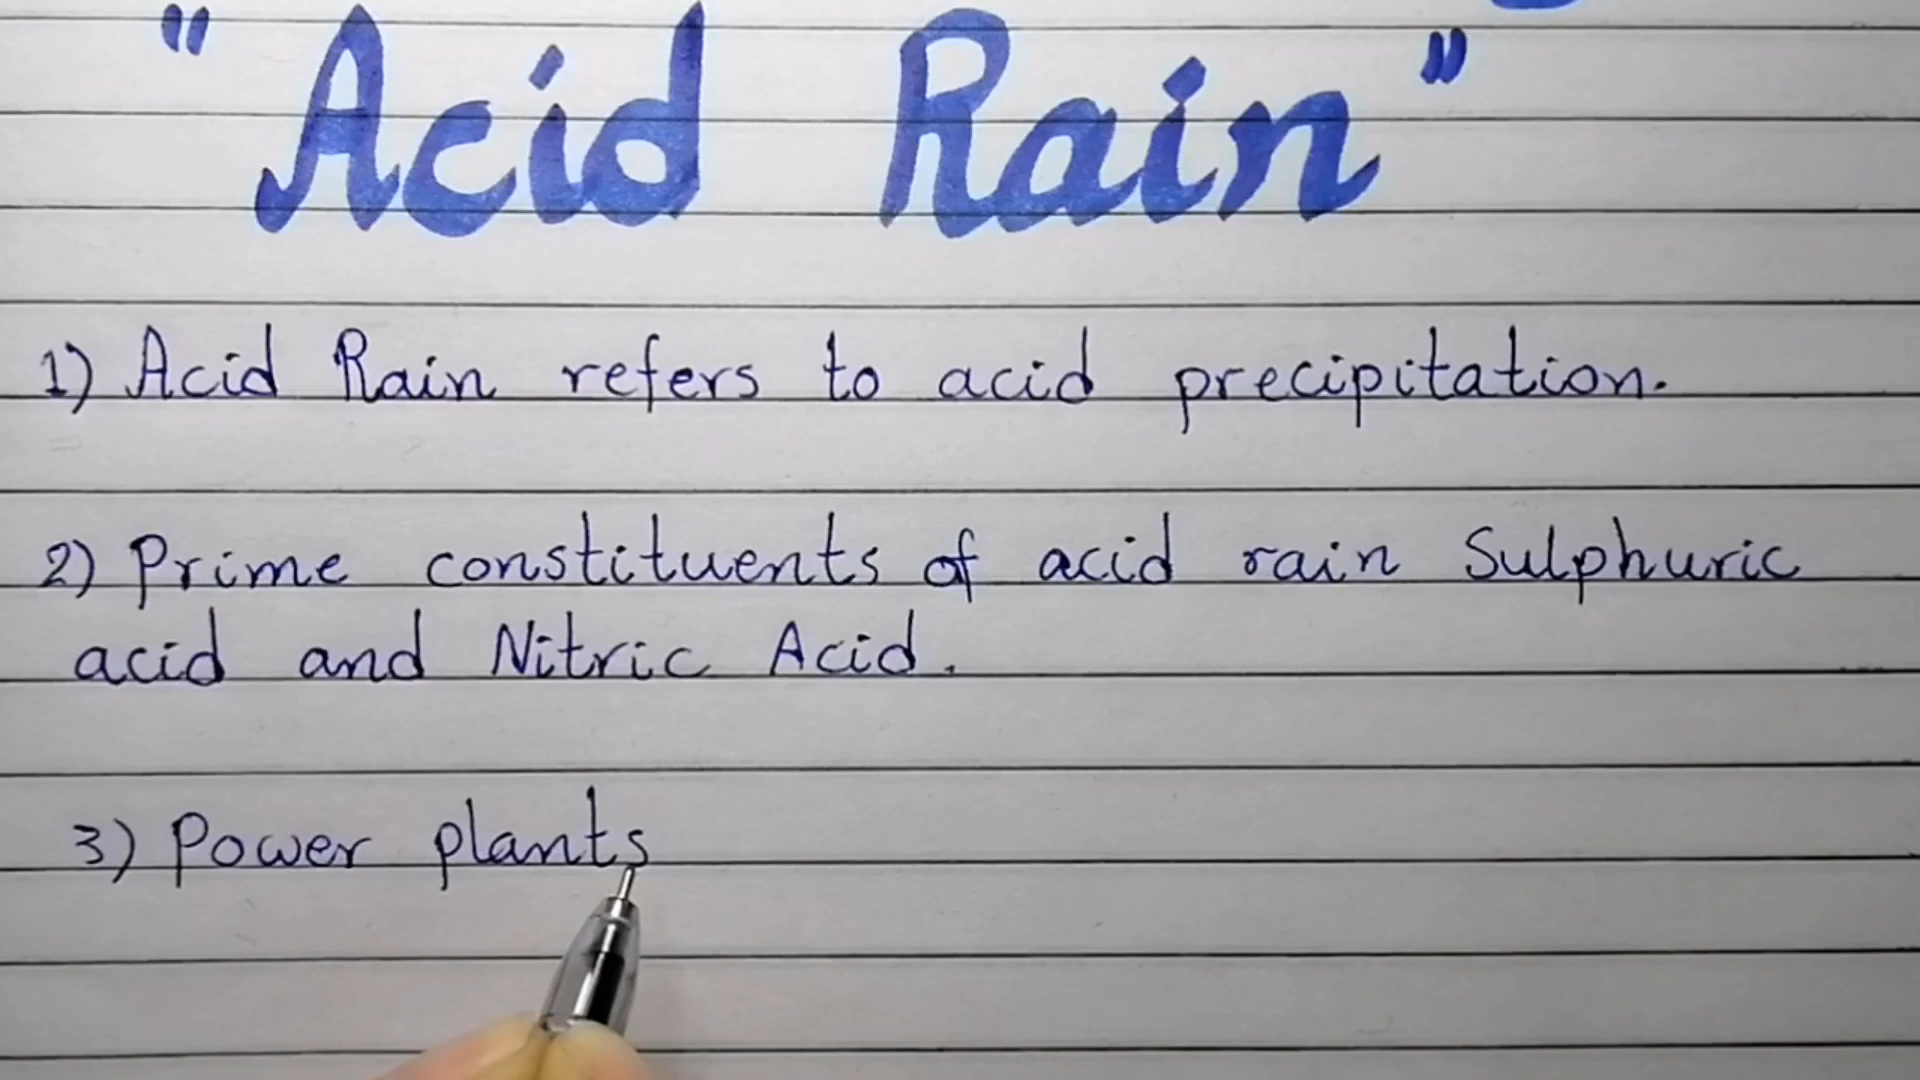 "Acid Rain"
1) Acid Rain refers to acid precipitation.
2) Prime constituents of acid rain Sulphuric
acid and Nitric Acid.
3) Power plants